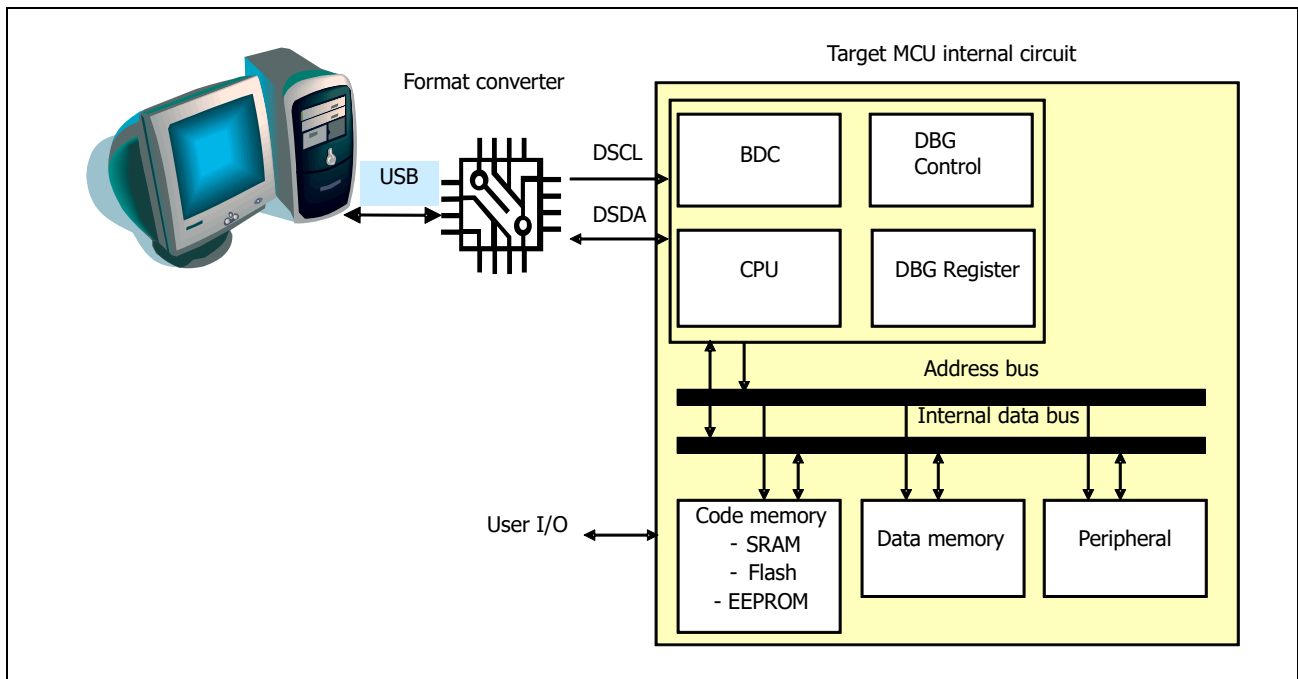 Target MCU internal circuit
Format converter
USB
DSCL
DSDA
BDC
DBG
Control
CPU
DBG Register
Address bus
Internal data bus
User I/O
Code memory
- SRAM
- Flash
- EEPROM
Data memory
Peripheral